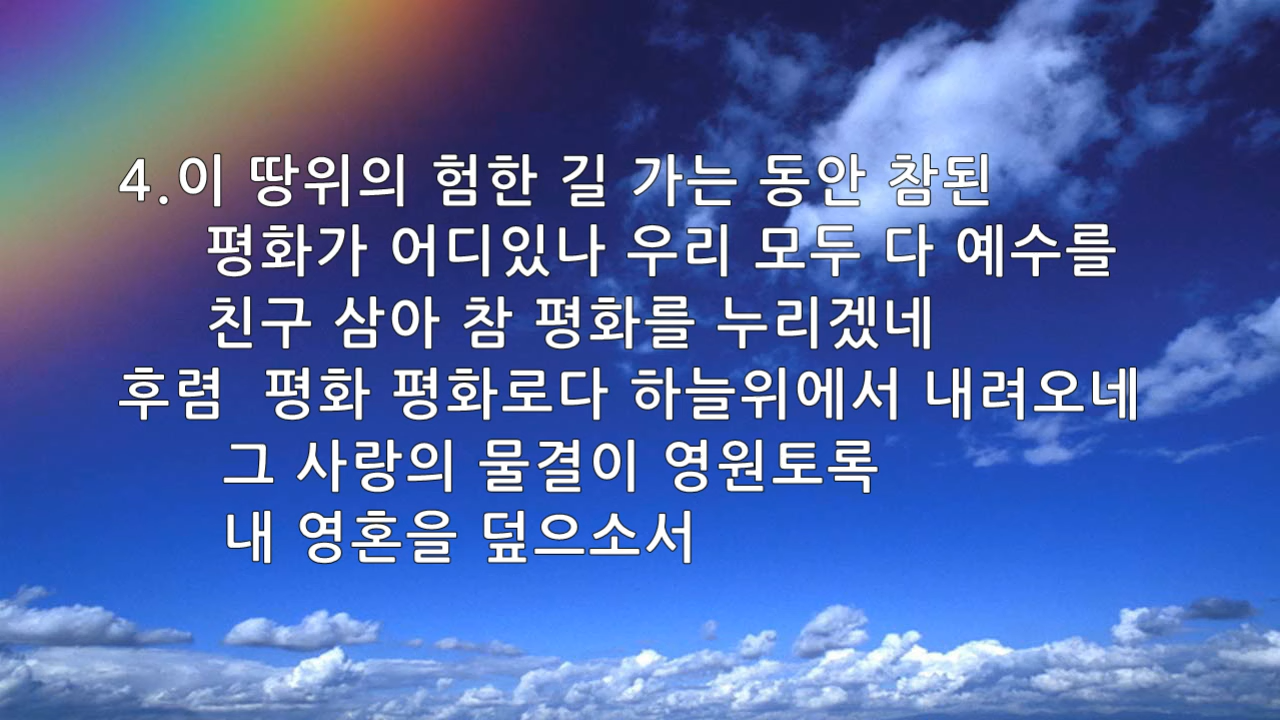 4.이 땅위의 험한 길 가는 동안 참된
평화가 어디있나 우리 모두 다 예수를
친구 삼아 참 평화를 누리겠네
후렴 평화 평화로다 하늘위에서 내려오네
그 사랑의 물결이 영원토록
내 영혼을 덮으소서